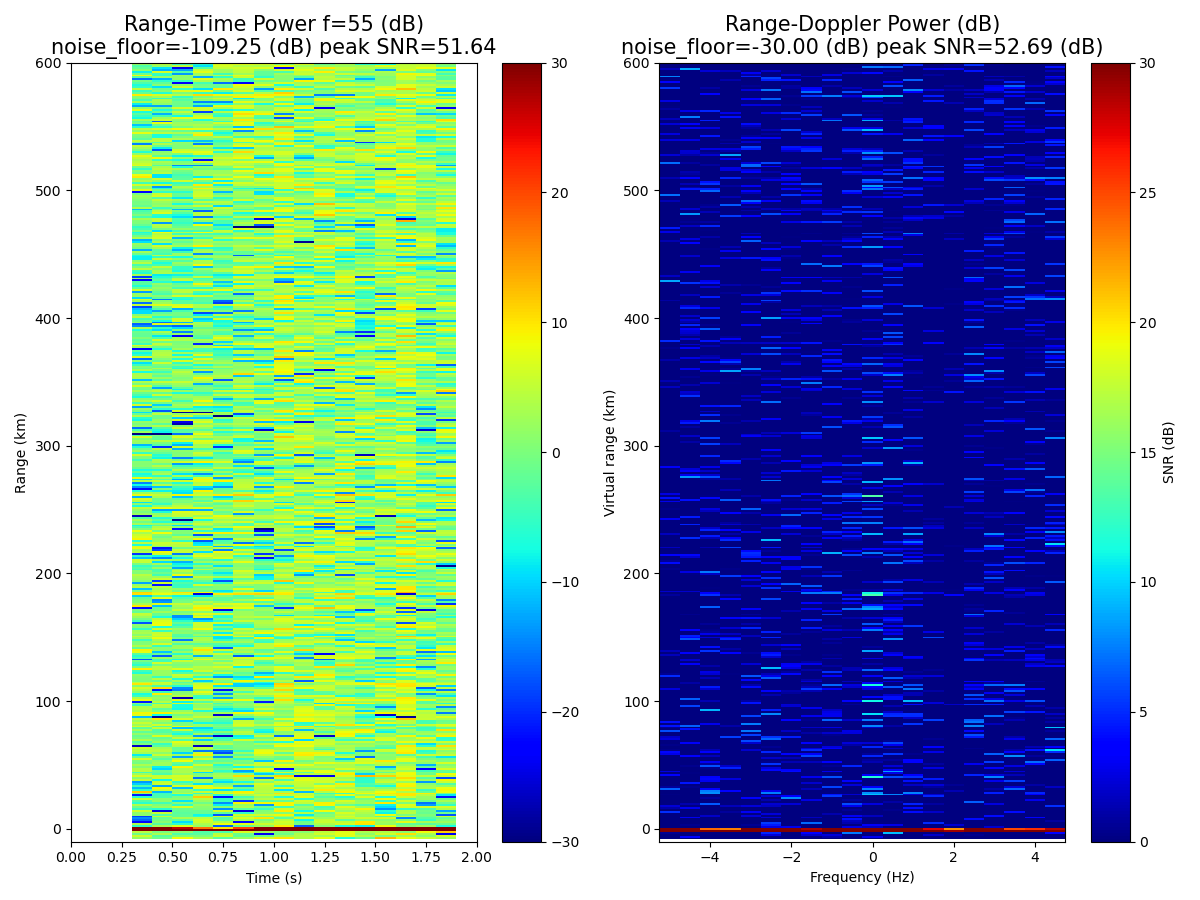 Range-Time Power f=55 (dB)
noise_floor=-109.25 (dB) peak SNR=51.64
Range-Doppler Power (dB)
noise_floor=-30.00 (dB) peak SNR=52.69 (dB)
600
500
400
300
200
100
0
Range (km)
0.00 0.25 0.50 0.75 1.00 1.25 1.50 1.75 2.00
Time (s)
30
20
10
0
−10
−20
−30
600
500
400
300
200
100
0
Virtual range (km)
−4 −2 0 2 4
Frequency (Hz)
30
25
20
15
10
5
0
SNR (dB)